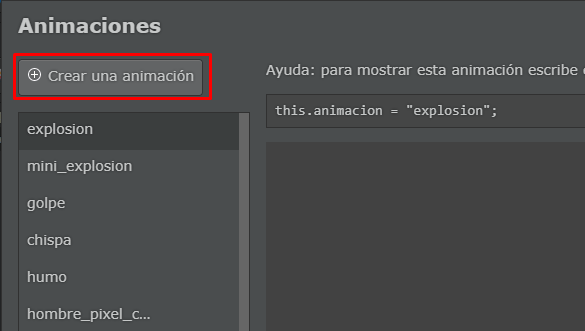 Animaciones
Crear una animación
Ayuda: para mostrar esta animación escribe
this.animacion = "explosion";
explosion
mini_explosion
golpe
chispa
humo
hombre_pixel_c...